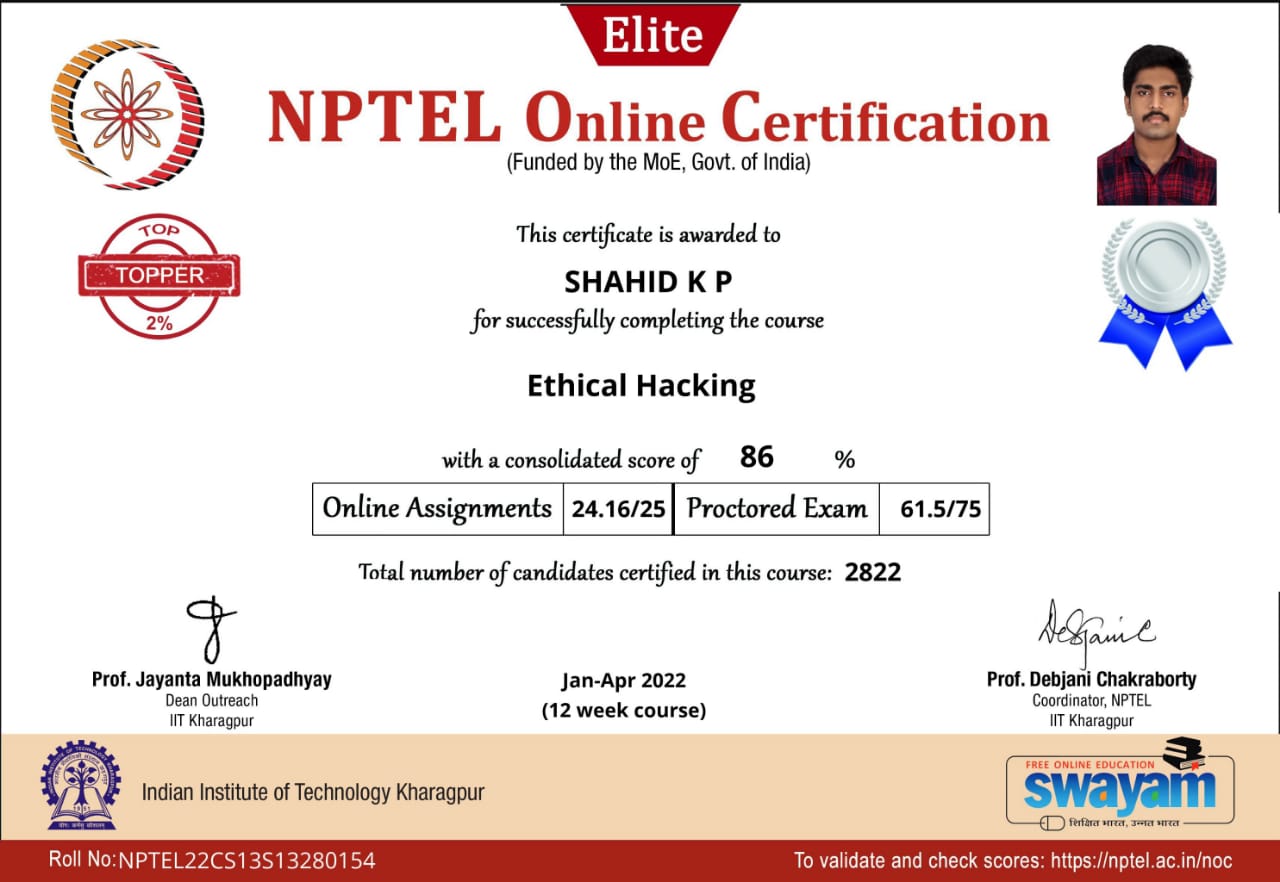 Elite
NPTEL Online Certification
(Funded by the MoE, Govt. of India)
TOP
TOPPER
2%
This certificate is awarded to
SHAHID K P
for successfully completing the course
Ethical Hacking
with a consolidated score of 86 %
Online Assignments 24.16/25 Proctored Exam 61.5/75
Total number of candidates certified in this course: 2822
Prof. Jayanta Mukhopadhyay
Dean Outreach
IIT Kharagpur
Jan-Apr 2022
(12 week course)
Prof. Debjani Chakraborty
Coordinator, NPTEL
IIT Kharagpur
Indian Institute of Technology Kharagpur
FREE ONLINE EDUCATION
swayam
शिक्षित भारत, उन्नत भारत
Roll No:NPTEL22CS13S13280154
To validate and check scores: https://nptel.ac.in/noc